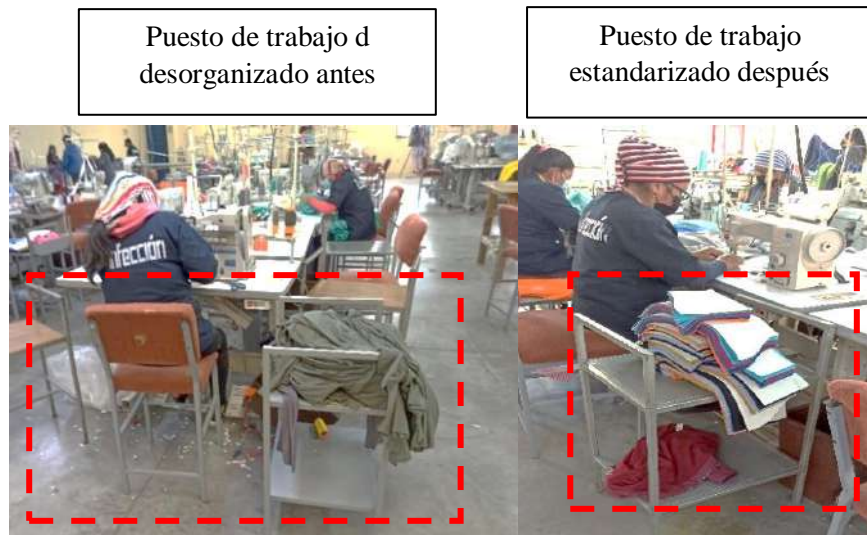 Puesto de trabajo d
desorganizado antes
Puesto de trabajo
estandarizado después
nfección
nfección